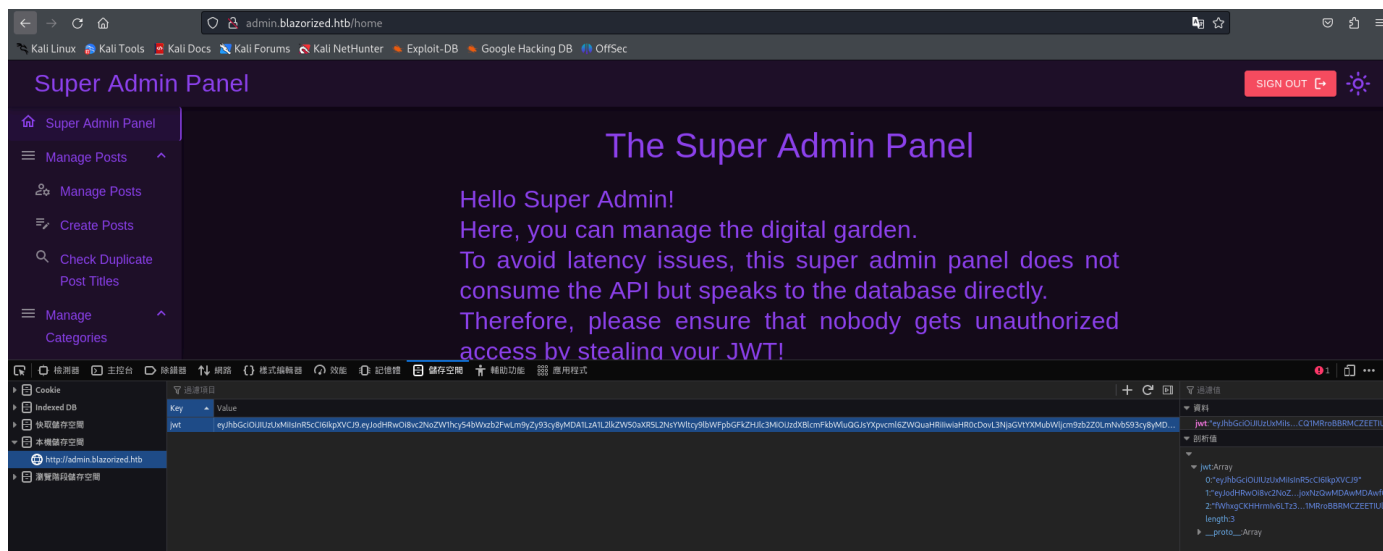 admin.blazorized.htb/home
Kali Linux Kali Tools Kali Docs Kali Forums Kali NetHunter Exploit-DB Google Hacking DB OffSec
Super Admin Panel
SIGN OUT
Super Admin Panel
Manage Posts
Manage Posts
Create Posts
Check Duplicate
Post Titles
Manage
Categories
The Super Admin Panel
Hello Super Admin!
Here, you can manage the digital garden.
To avoid latency issues, this super admin panel does not
consume the API but speaks to the database directly.
Therefore, please ensure that nobody gets unauthorized
access by stealing your JWT!
檢測器 主控台 除錯器 網路 {} 樣式編輯器 效能 記憶體 儲存空間 輔助功能 應用程式
1
Cookie
Indexed DB
快取儲存空間
本機儲存空間
http://admin.blazorized.htb
瀏覽階段儲存空間
過濾項目
Key Value
jwt
過濾值
資料
剖析值
jwt:Array
length:3
__proto__:Array